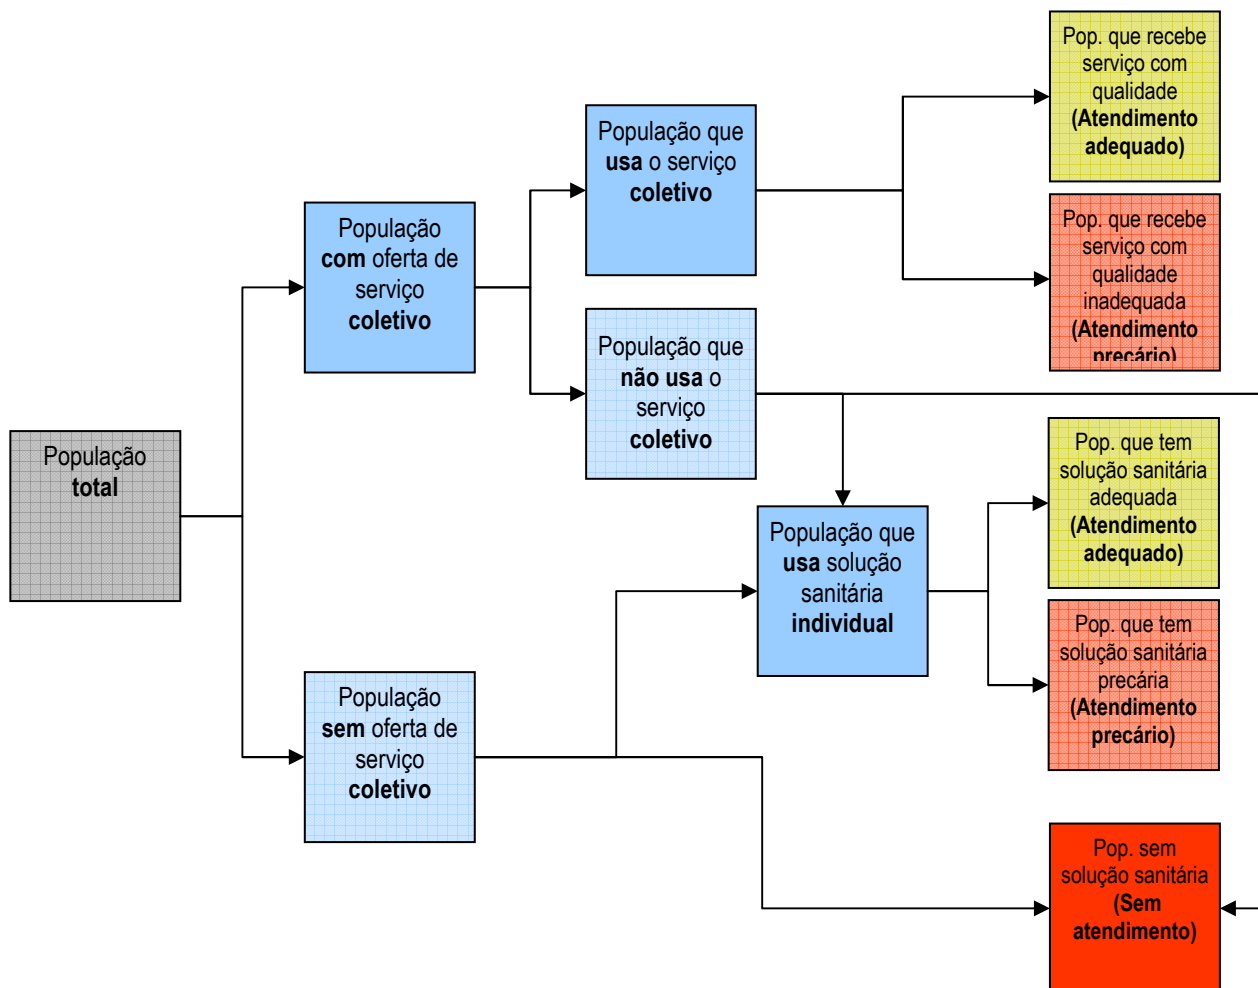 Pop. que recebe
serviço com
qualidade
(Atendimento
adequado)
População que
usa o serviço
coletivo
Pop. que recebe
serviço com
qualidade
inadequada
(Atendimento
precário)
População
com oferta de
serviço
coletivo
População que
não usa o
serviço
coletivo
População
total
Pop. que tem
solução sanitária
adequada
(Atendimento
adequado)
População que
usa solução
sanitária
individual
Pop. que tem
solução sanitária
precária
(Atendimento
precário)
População
sem oferta de
serviço
coletivo
Pop. sem
solução sanitária
(Sem
atendimento)